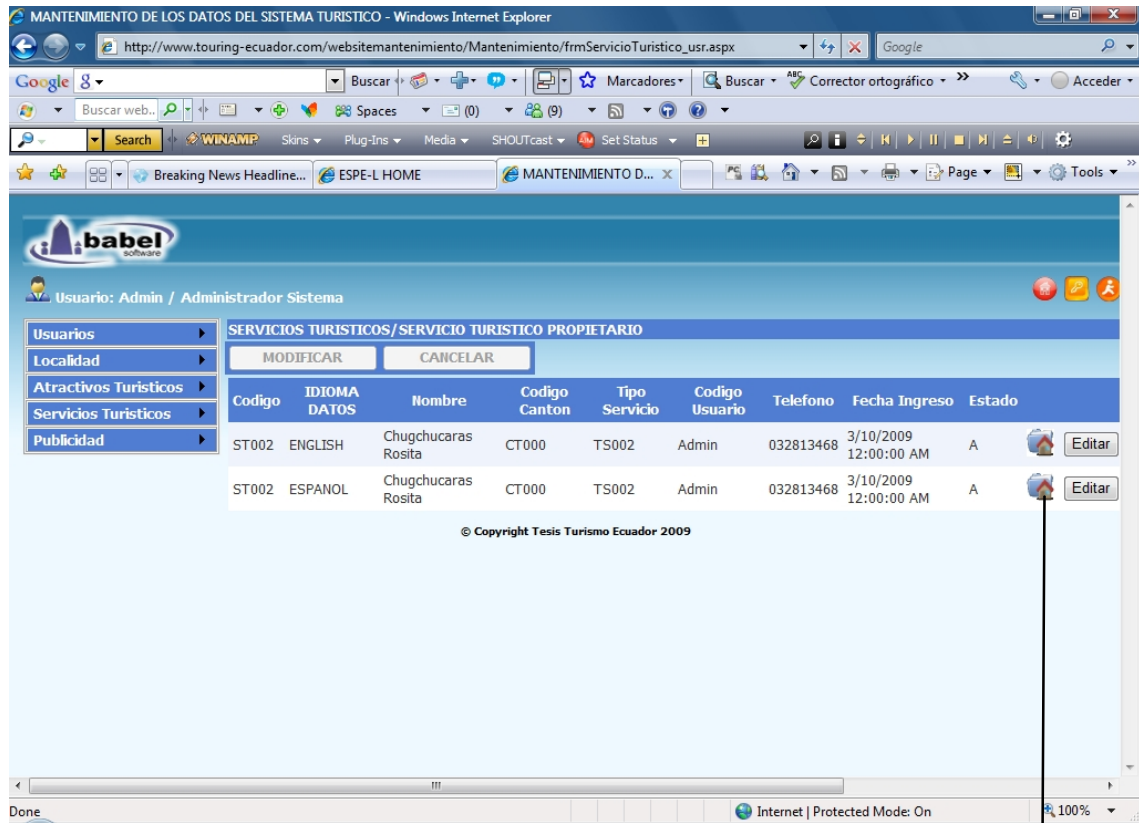 MANTENIMIENTO DE LOS DATOS DEL SISTEMA TURISTICO - Windows Internet Explorer
http://www.touring-ecuador.com/websitemantenimiento/Mantenimiento/frmServicioTuristico_usr.aspx Google
Google Buscar Marcadores Buscar Corrector ortográfico » Acceder
Buscar web.. Spaces (0) (9)
Search WINAMP Skins Plug-Ins Media SHOUTcast Set Status
Breaking News Headline... ESPE-L HOME MANTENIMIENTO D... X Page Tools »
babel
software
Usuario: Admin / Administrador Sistema
Usuarios
Localidad
Atractivos Turisticos
Servicios Turisticos
Publicidad
SERVICIOS TURISTICOS/SERVICIO TURISTICO PROPIETARIO
MODIFICAR CANCELAR
Codigo IDIOMA DATOS Nombre Codigo Canton Tipo Servicio Codigo Usuario Telefono Fecha Ingreso Estado
ST002 ENGLISH Chugchucaras Rosita CT000 TS002 Admin 032813468 3/10/2009 12:00:00 AM A Editar
ST002 ESPANOL Chugchucaras Rosita CT000 TS002 Admin 032813468 3/10/2009 12:00:00 AM A Editar
© Copyright Tesis Turismo Ecuador 2009
Done Internet | Protected Mode: On 100%